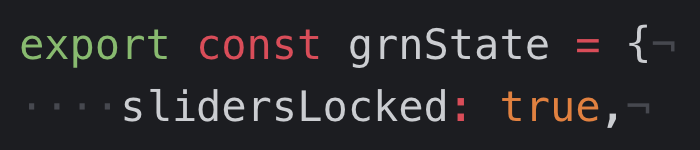 export const grnState = {¬
····slidersLocked: true,¬